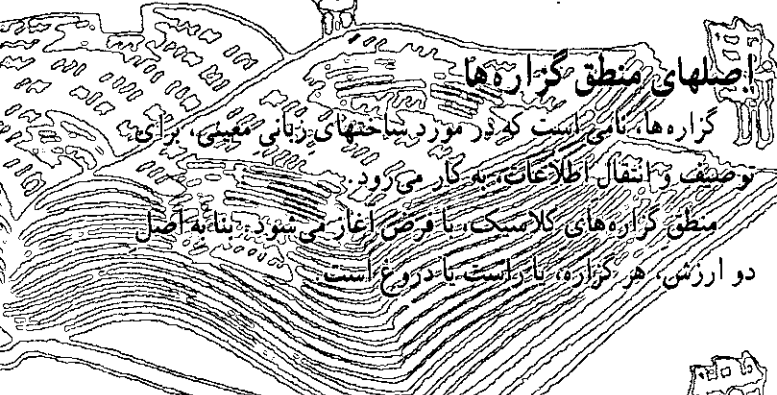 اصلهای منطق گزاره‌ها
گزاره‌ها، نامی است که در مورد ساختهای زبانی معینی، برای
توصیف و انتقال اطلاعات، به کار می‌رود.
منطق گزاره‌های کلاسیک، با فرض آغاز می‌شود. بنا به اصل
دو ارزش، هر گزاره، یا راست یا دروغ است.